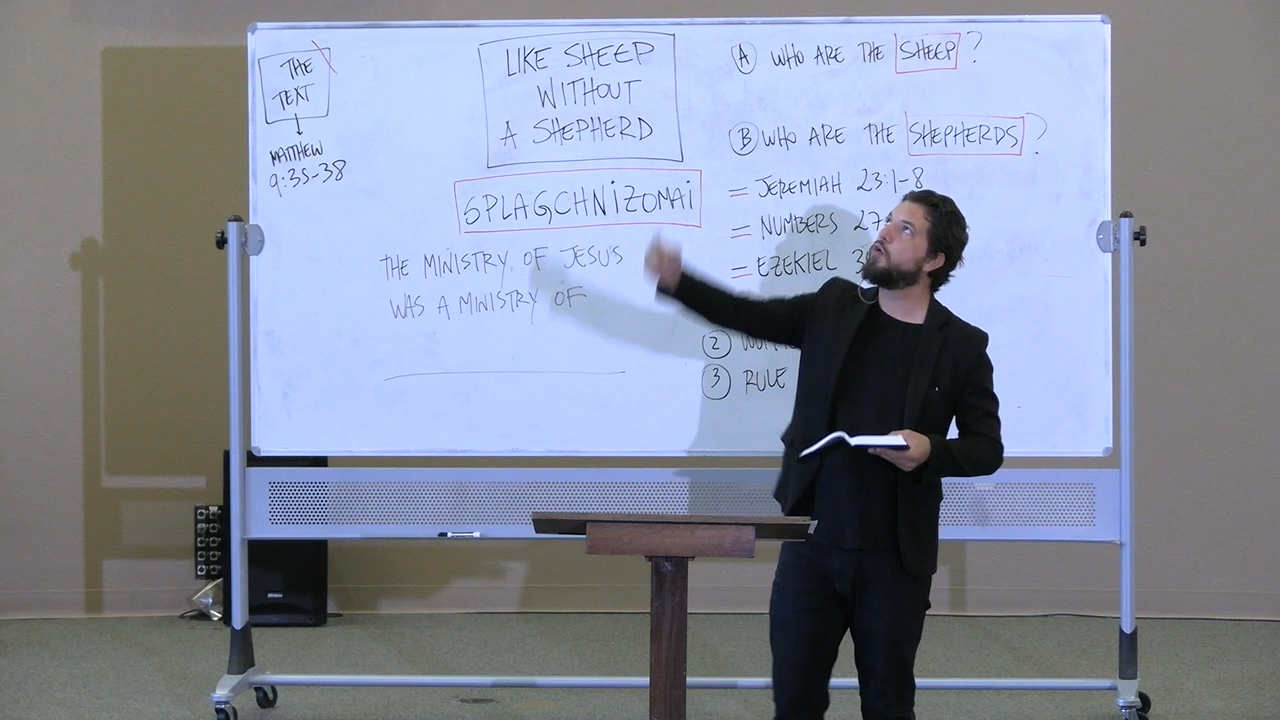 THE
TEXT
MATTHEW
9:35-38
LIKE SHEEP
WITHOUT
A SHEPHERD
SPLAGCHNiZOMAi
THE MINISTRY OF JESUS
WAS A MINISTRY OF
A WHO ARE THE SHEEP?
B WHO ARE THE SHEPHERDS?
= JEREMIAH 23:1-8
= NUMBERS 27
= EZEKIEL
2
3 RULE